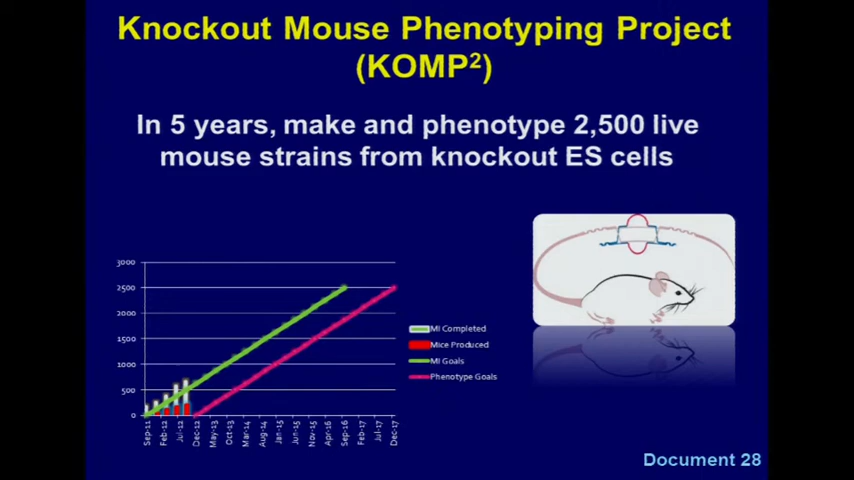 Knockout Mouse Phenotyping Project
(KOMP²)
In 5 years, make and phenotype 2,500 live
mouse strains from knockout ES cells
3000
2500
2000
1500
1000
500
0
Sep-11
Feb-12
Jul-12
Dec-12
May-13
Oct-13
Mar-14
Aug-14
Jan-15
Jun-15
Nov-15
Apr-16
Sep-16
Feb-17
Jul-17
Dec-17
MI Completed
Mice Produced
MI Goals
Phenotype Goals
Document 28